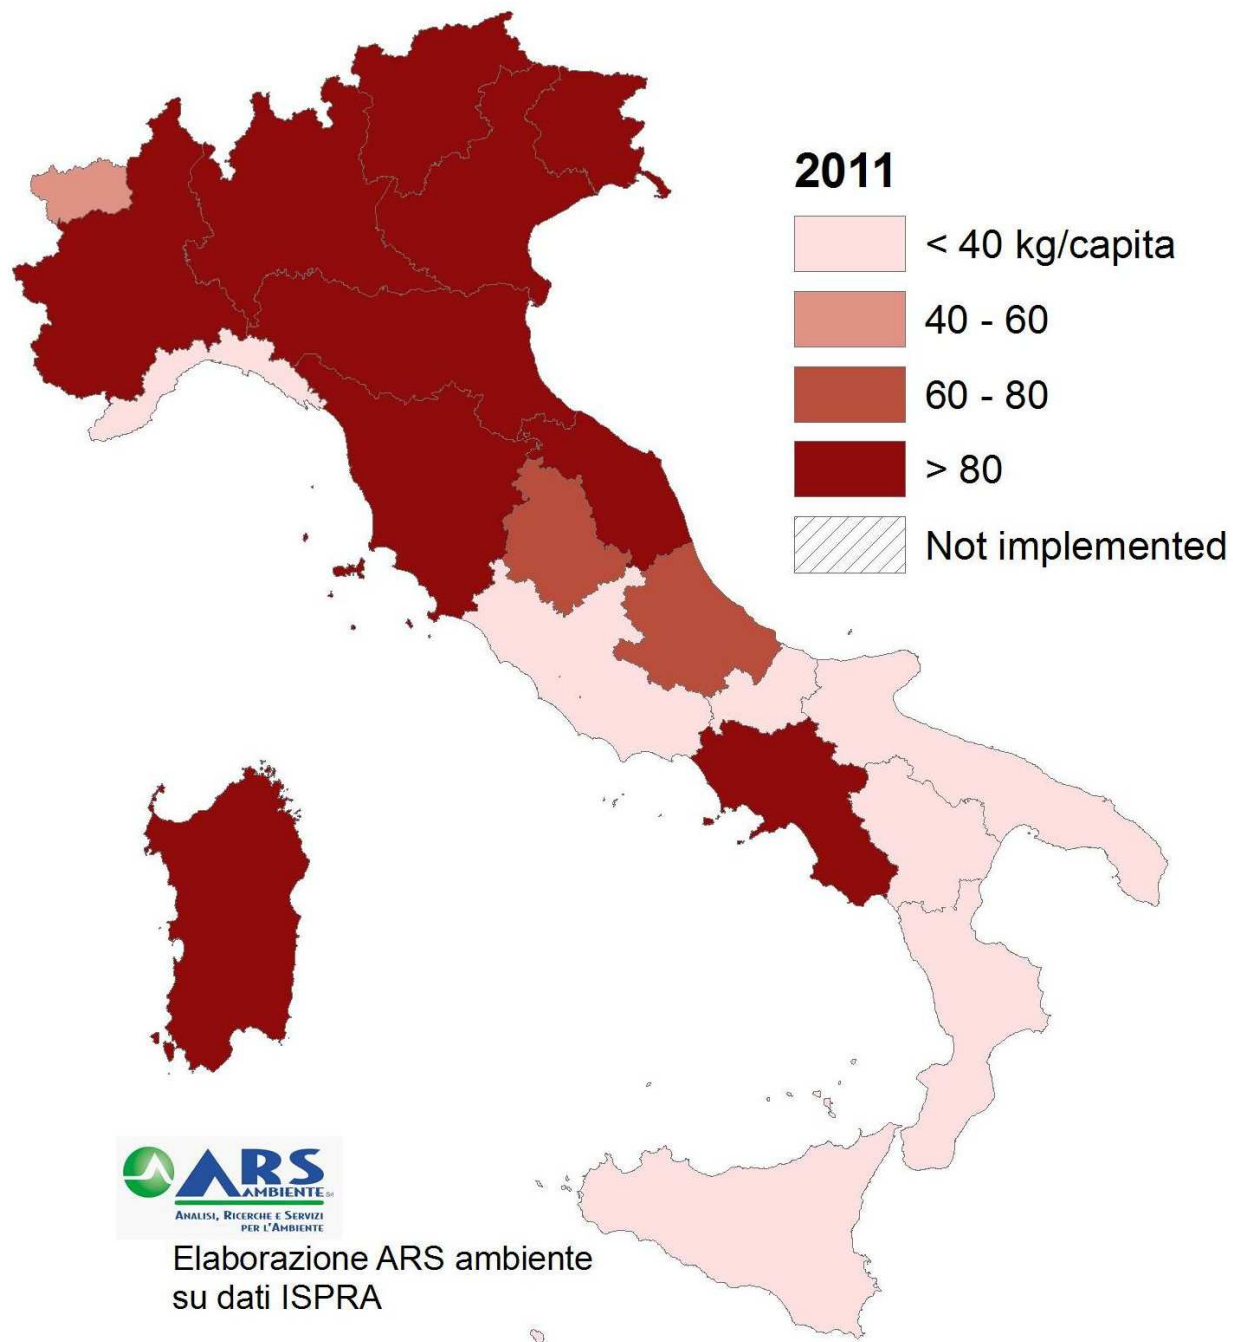 2011
< 40 kg/capita
40 - 60
60 - 80
> 80
Not implemented
ARS
AMBIENTE Srl
ANALISI, RICERCHE E SERVIZI
PER L'AMBIENTE
Elaborazione ARS ambiente
su dati ISPRA